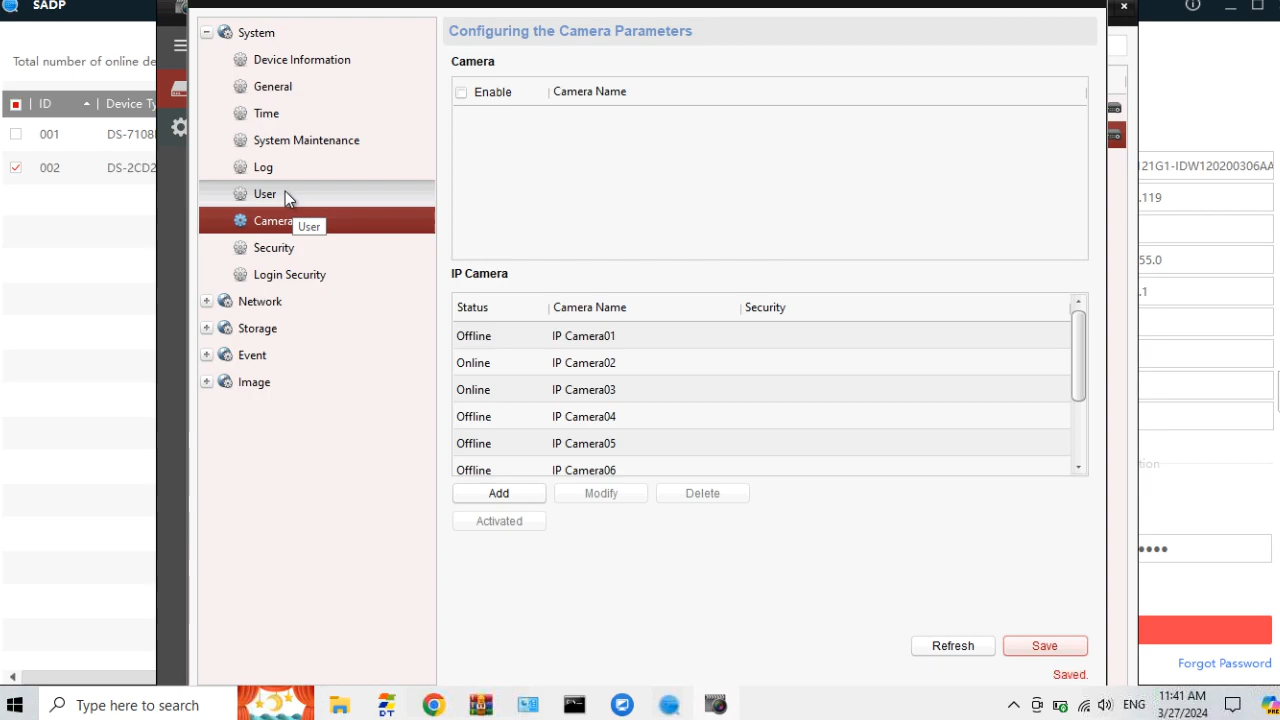 SADP
Total number of online de
ID
Device Ty
001
DS-7108
002
DS-2CD2
System
Device Information
General
Time
System Maintenance
Log
User
Camera
User
Security
Login Security
Network
Storage
Event
Image
Configuring the Camera Parameters
Camera
Enable
Camera Name
IP Camera
Status
Camera Name
Security
Offline
IP Camera01
Online
IP Camera02
Online
IP Camera03
Offline
IP Camera04
Offline
IP Camera05
Offline
IP Camera06
Add
Modify
Delete
Activated
Refresh
Save
Saved.
121G1-IDW120200306AA
.119
55.0
.1
tion
Forgot Password
Type here to search
ENG
11:41 AM
3/27/2024
PRE